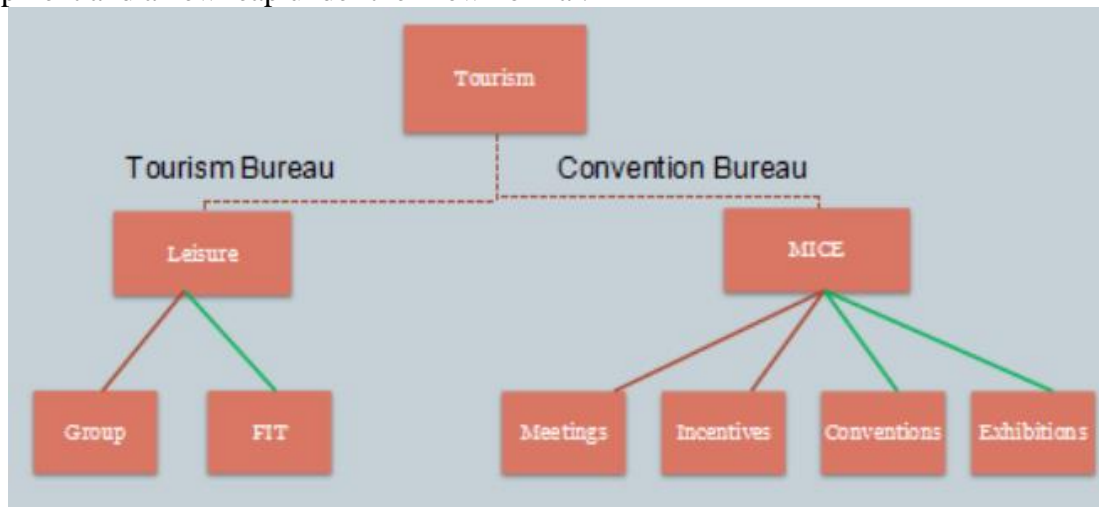 Tourism
Tourism Bureau
Convention Bureau
Leisure
MICE
Group
FIT
Meetings
Incentives
Conventions
Exhibitions